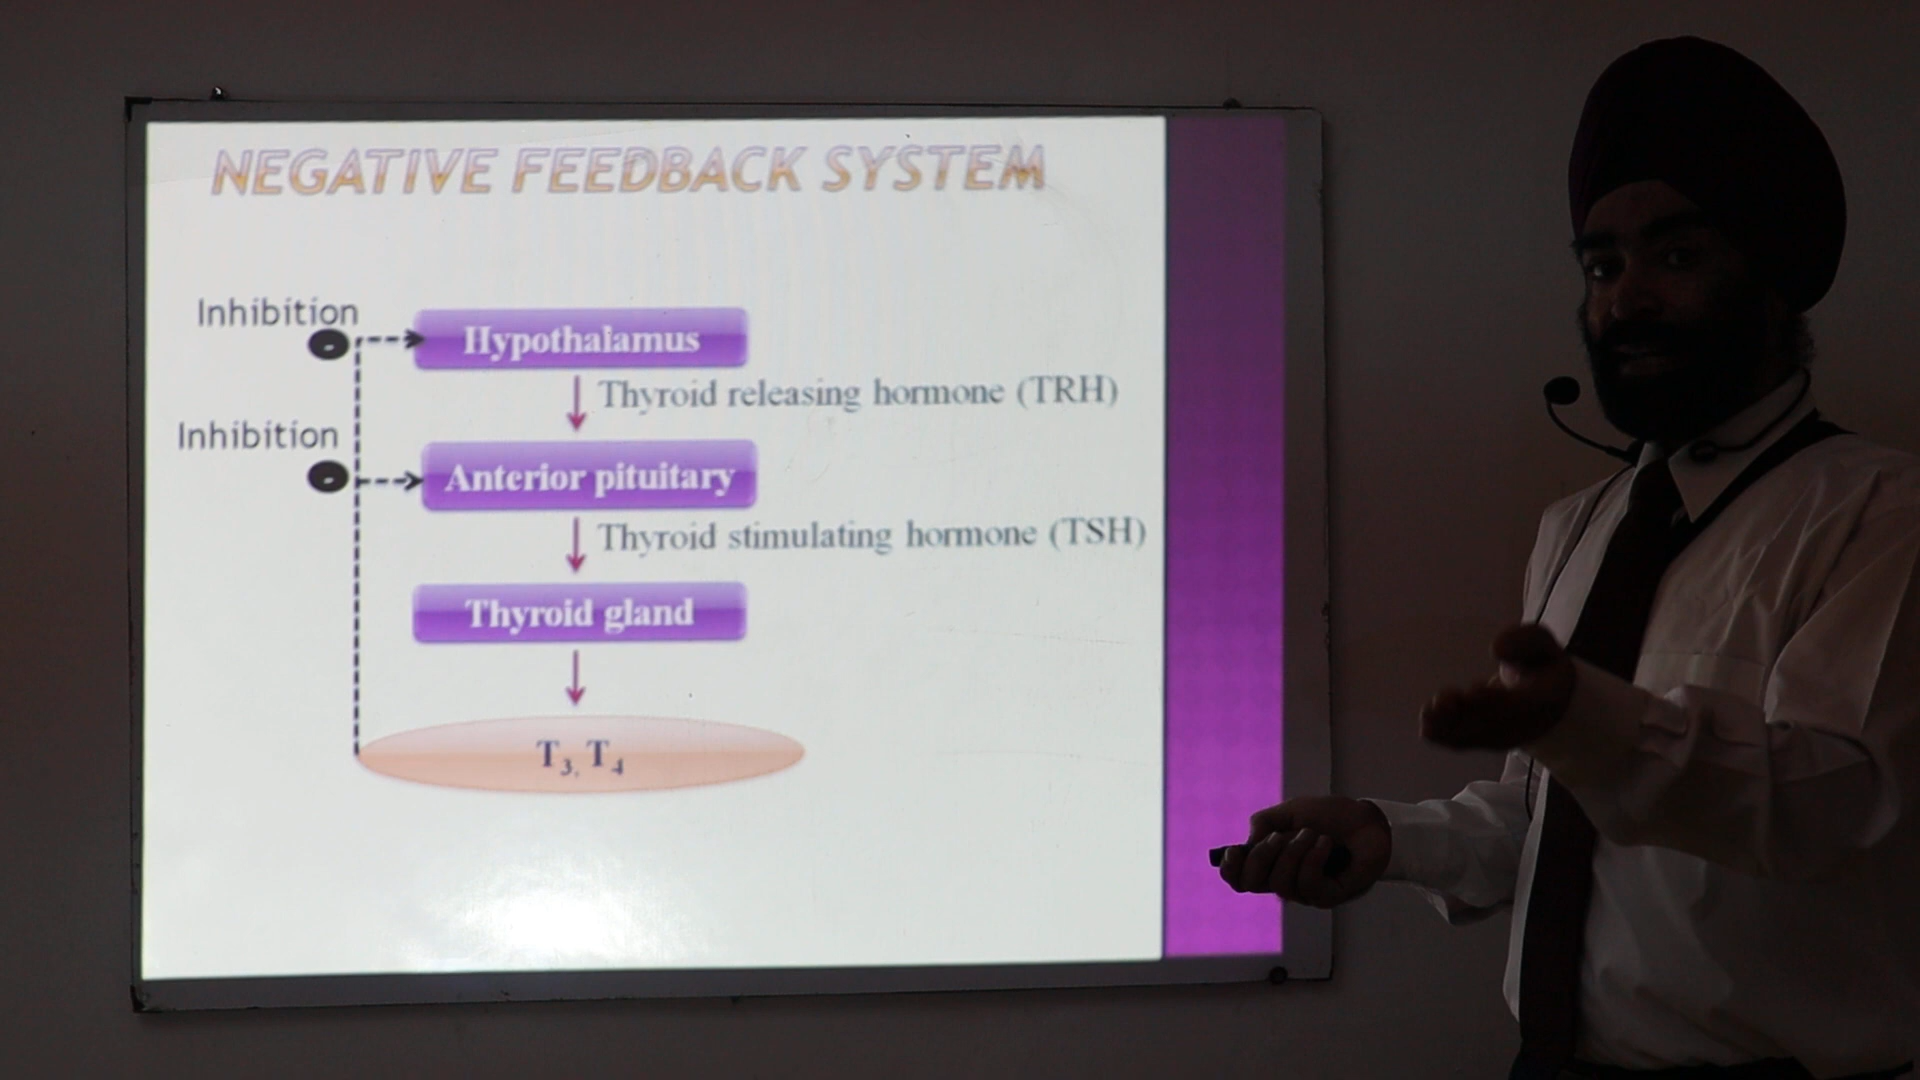 NEGATIVE FEEDBACK SYSTEM
Inhibition
Hypothalamus
Thyroid releasing hormone (TRH)
Inhibition
Anterior pituitary
Thyroid stimulating hormone (TSH)
Thyroid gland
T3, T4